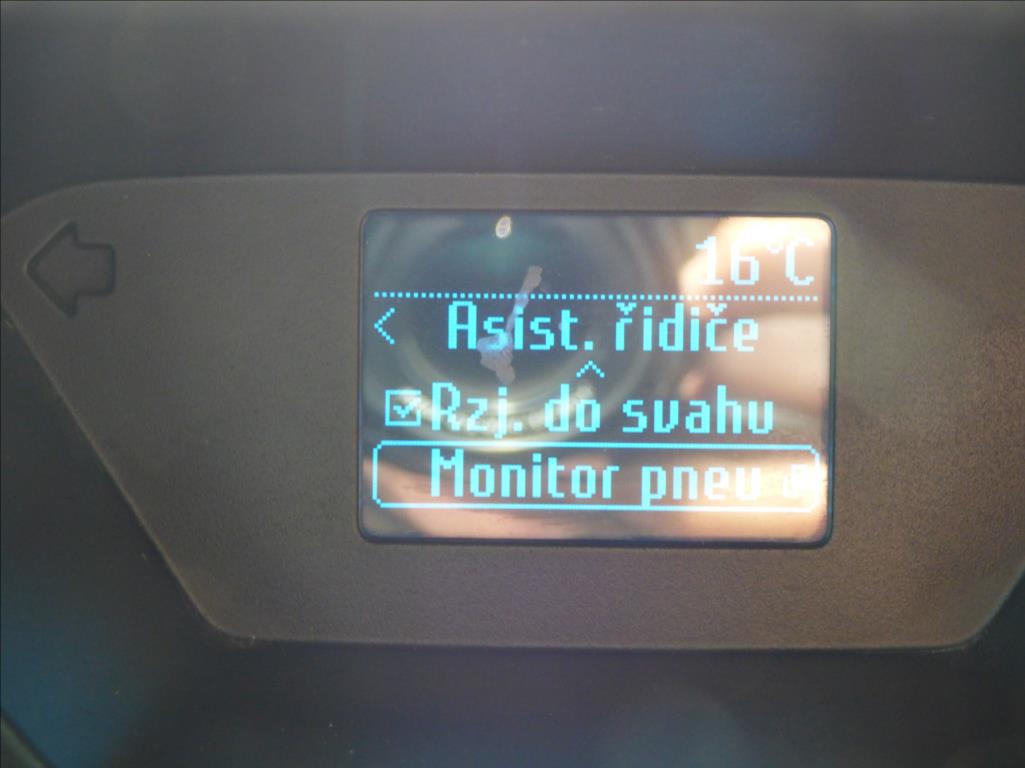 16°C
< Asist. řidiče
Rzj. do svahu
Monitor pneu